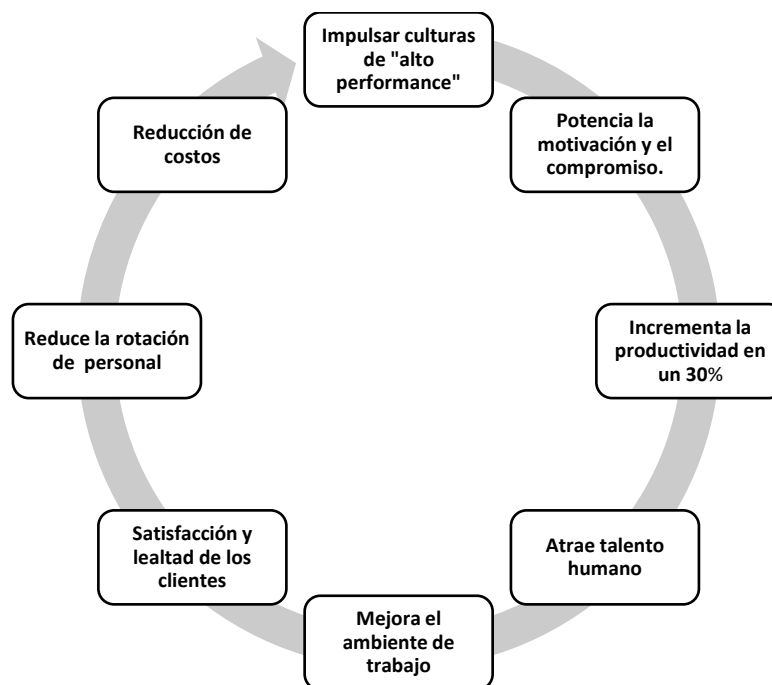 Impulsar culturas
de "alto
performance"
Potencia la
motivación y el
compromiso.
Incrementa la
productividad en
un 30%
Atrae talento
humano
Mejora el
ambiente de
trabajo
Satisfacción y
lealtad de los
clientes
Reduce la rotación
de personal
Reducción de
costos